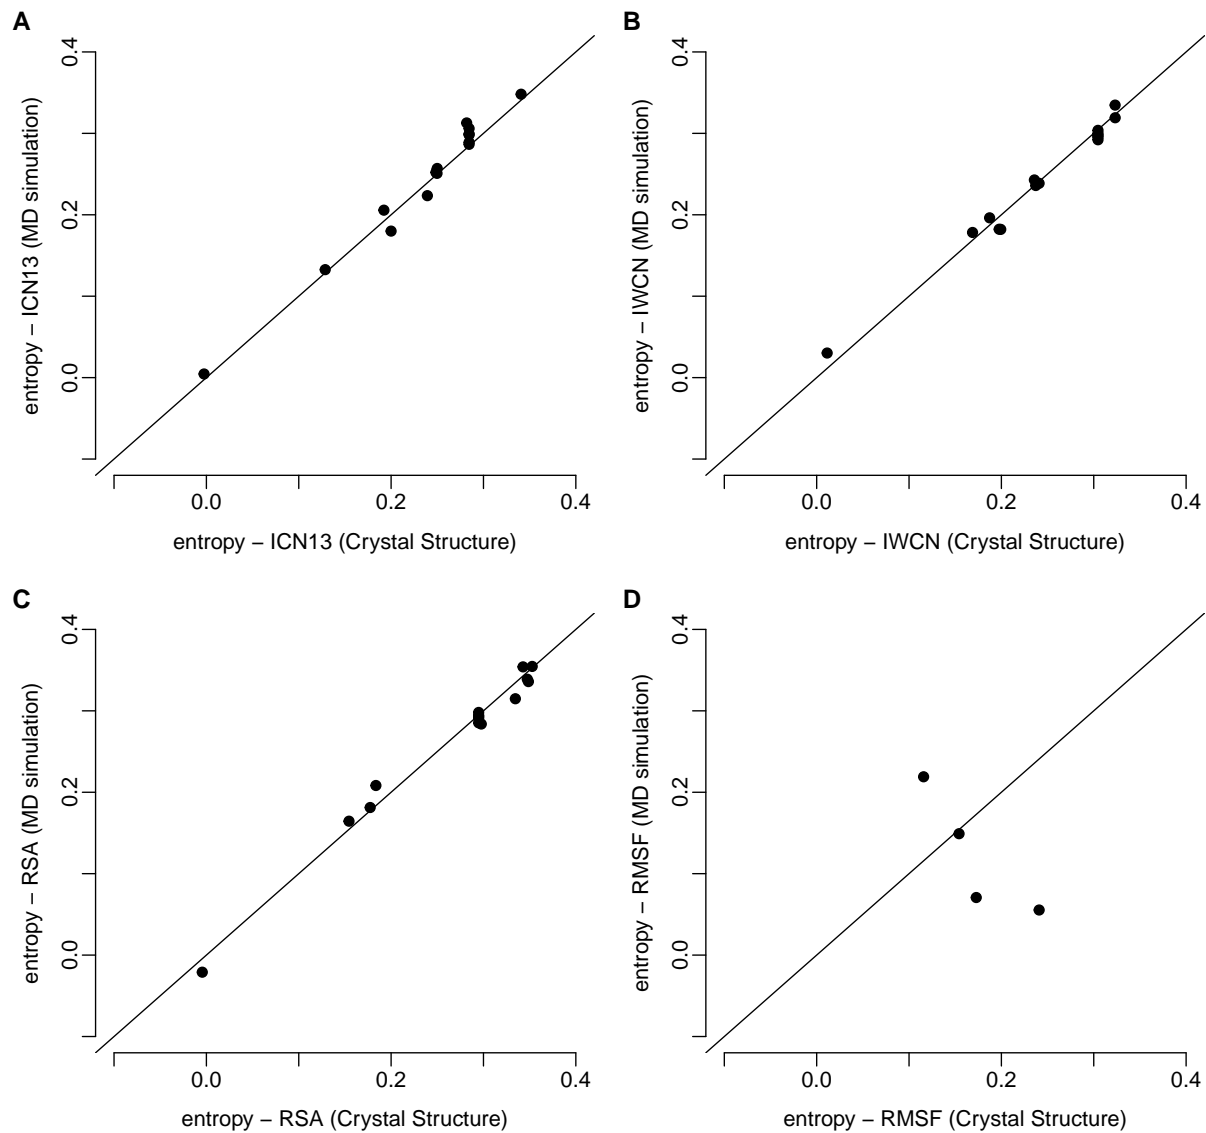 A
0.4
0.2
0.0
entropy – ICN13 (MD simulation)
0.0 0.2 0.4
entropy – ICN13 (Crystal Structure)
B
0.4
0.2
0.0
entropy – IWCN (MD simulation)
0.0 0.2 0.4
entropy – IWCN (Crystal Structure)
C
0.4
0.2
0.0
entropy – RSA (MD simulation)
0.0 0.2 0.4
entropy – RSA (Crystal Structure)
D
0.4
0.2
0.0
entropy – RMSF (MD simulation)
0.0 0.2 0.4
entropy – RMSF (Crystal Structure)